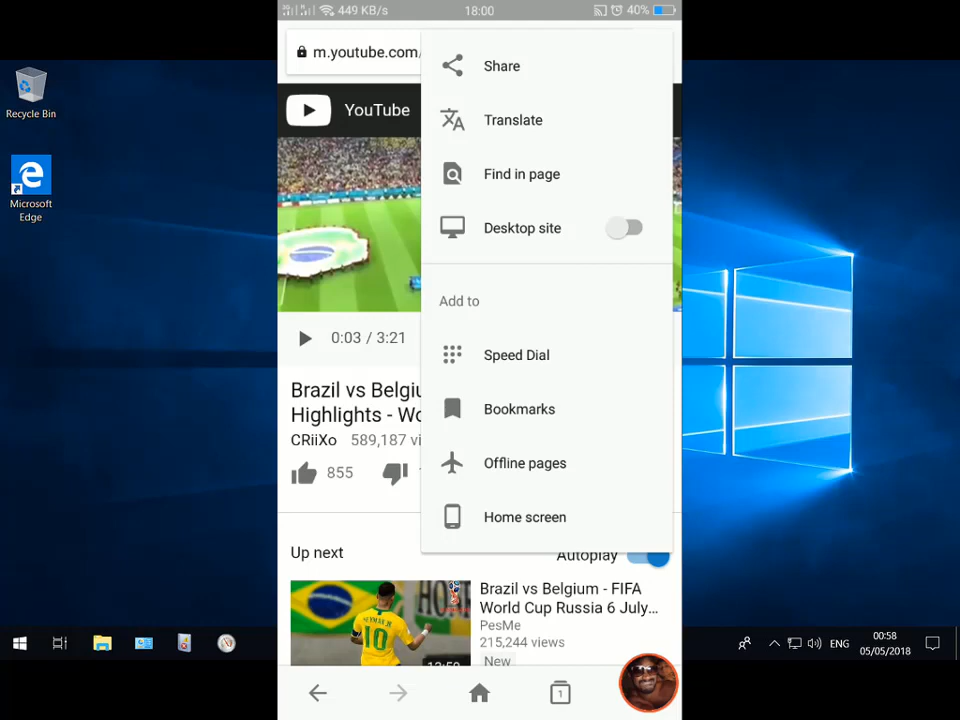 449 KB/s
18:00
40%
Recycle Bin
Microsoft
Edge
m.youtube.com/
YouTube
Share
Translate
Find in page
Desktop site
Add to
Speed Dial
Bookmarks
Offline pages
Home screen
0:03 / 3:21
Brazil vs Belgi
Highlights - Wo
CRiiXo 589,187 vi
855
Up next
Autoplay
Brazil vs Belgium - FIFA
World Cup Russia 6 July...
PesMe
215,244 views
New
10
1
ENG
00:58
05/05/2018